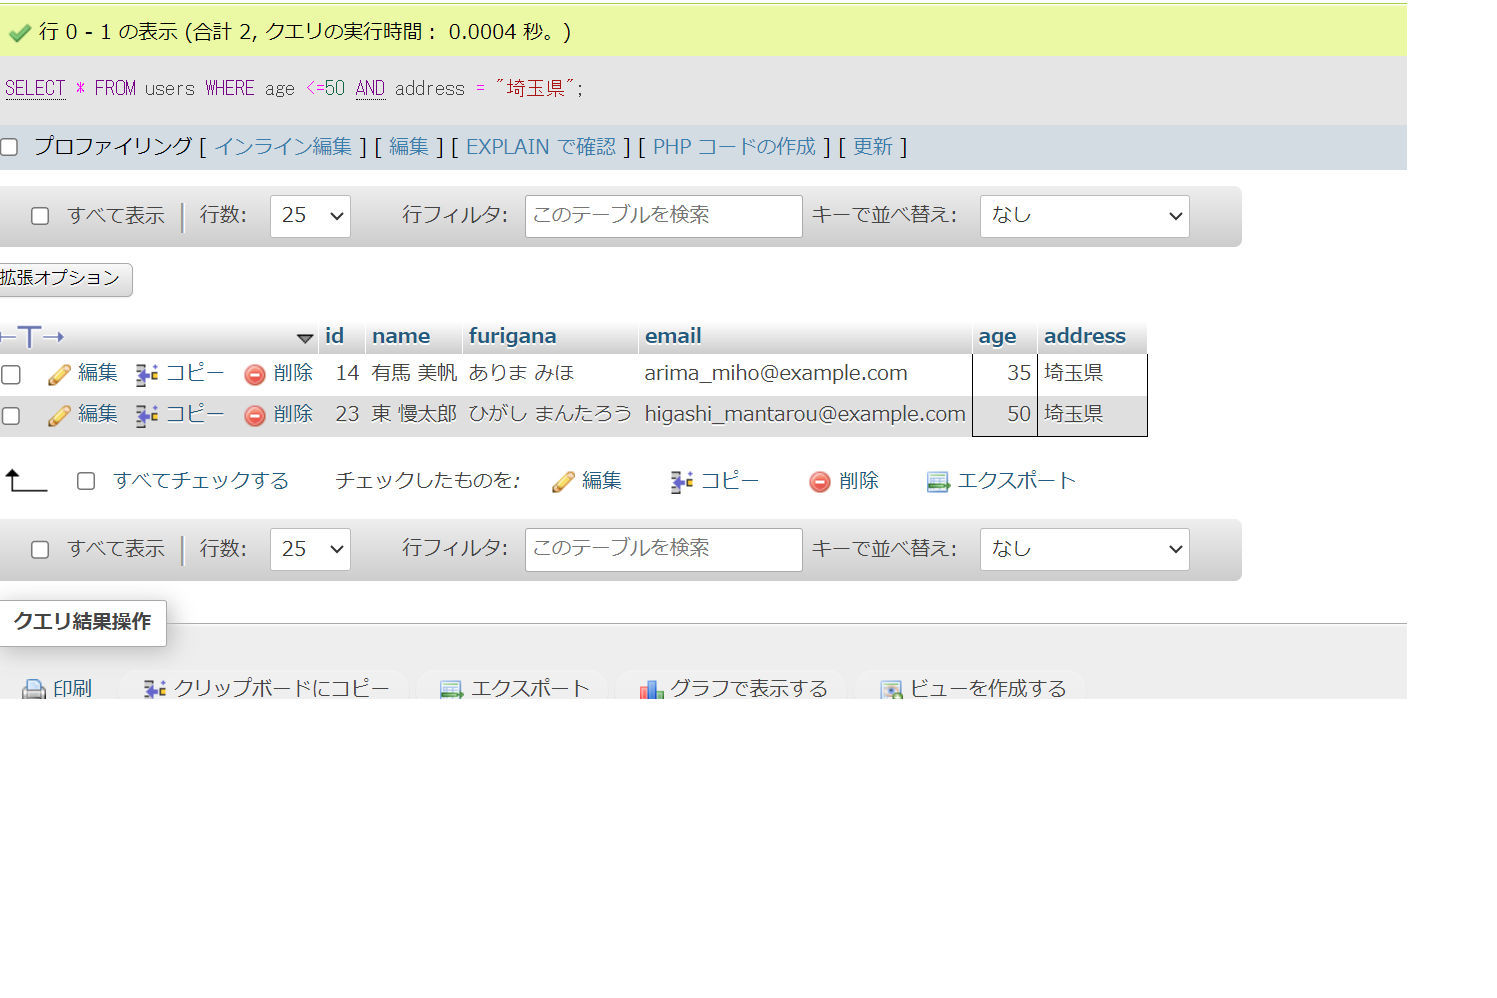 行 0 - 1 の表示 (合計 2, クエリの実行時間： 0.0004 秒。)
SELECT * FROM users WHERE age <=50 AND address = "埼玉県";
プロファイリング [ インライン編集 ] [ 編集 ] [ EXPLAIN で確認 ] [ PHP コードの作成 ] [ 更新 ]
すべて表示 行数: 25 行フィルタ: このテーブルを検索 キーで並べ替え: なし
拡張オプション
←T→ id name furigana email age address
編集 コピー 削除 14 有馬 美帆 ありま みほ arima_miho@example.com 35 埼玉県
編集 コピー 削除 23 東 慢太郎 ひがし まんたろう higashi_mantarou@example.com 50 埼玉県
すべてチェックする チェックしたものを: 編集 コピー 削除 エクスポート
すべて表示 行数: 25 行フィルタ: このテーブルを検索 キーで並べ替え: なし
クエリ結果操作
印刷 クリップボードにコピー エクスポート グラフで表示する ビューを作成する